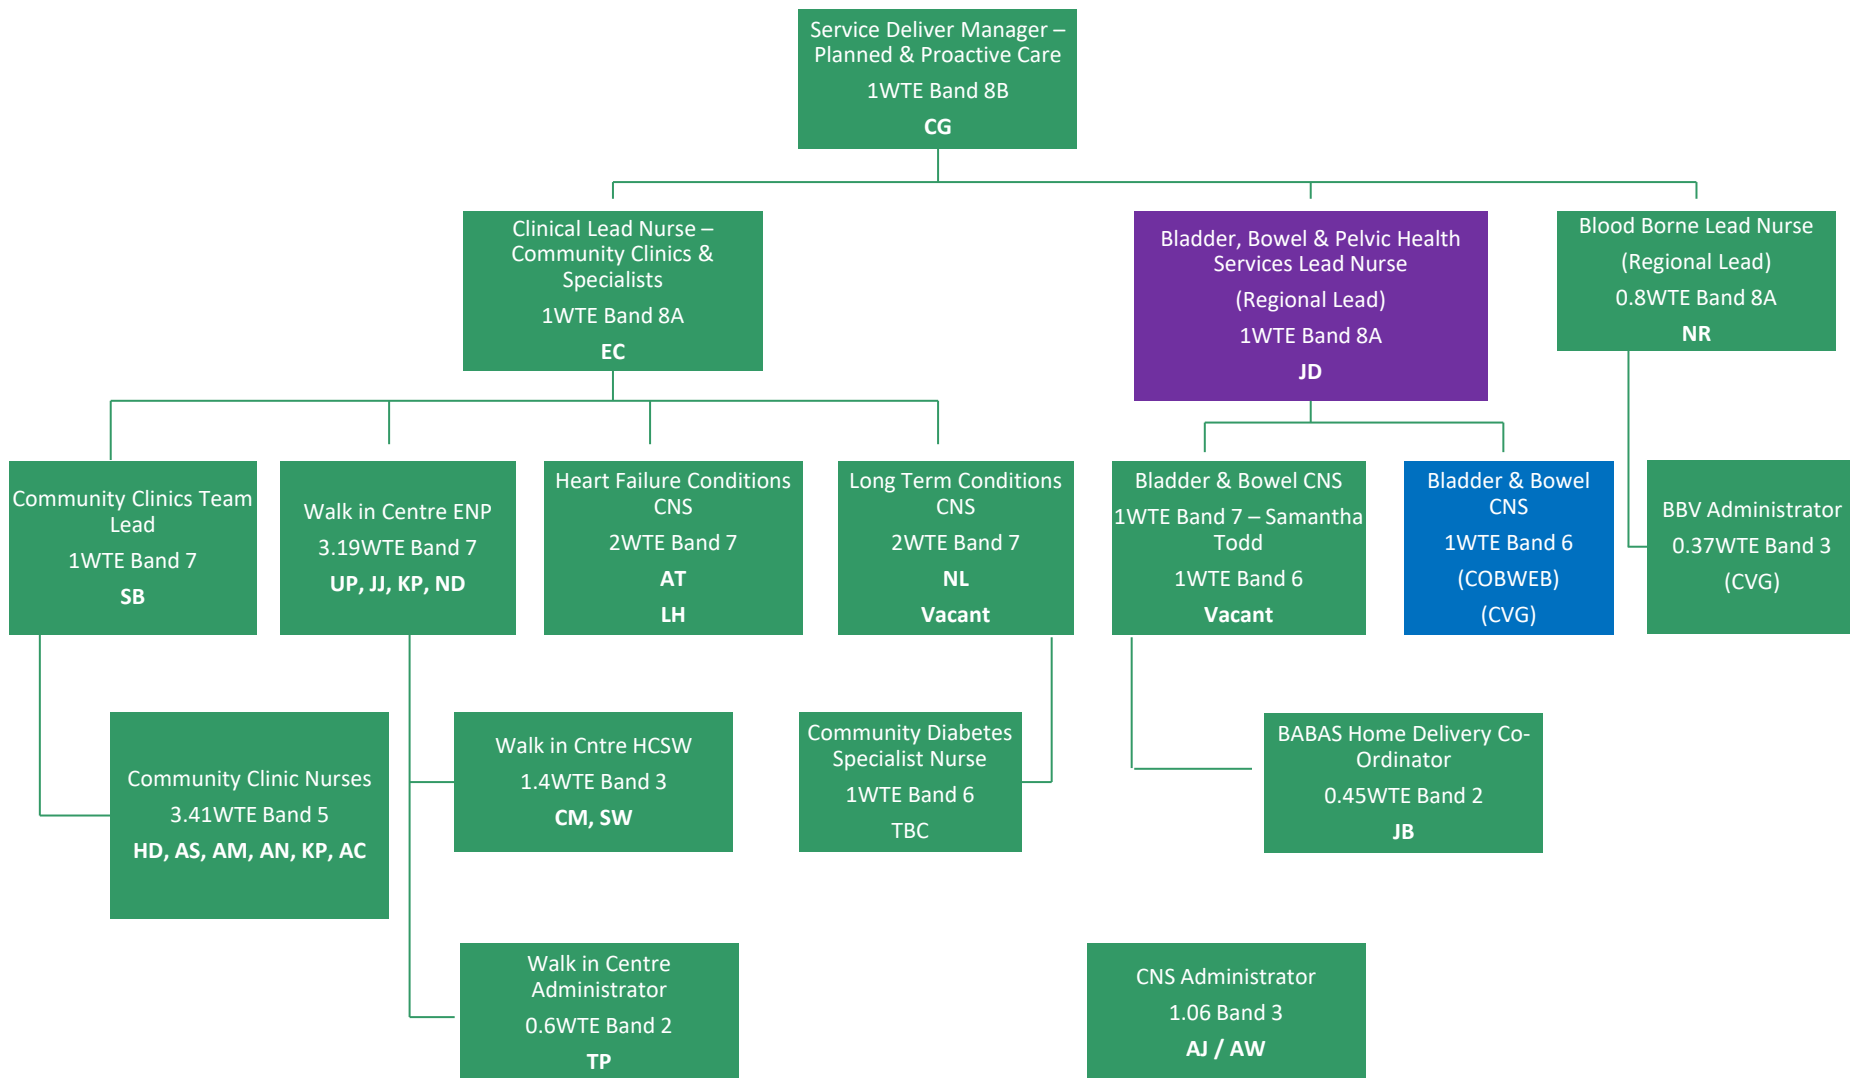 Service Deliver Manager –
Planned & Proactive Care
1WTE Band 8B
CG
Clinical Lead Nurse –
Community Clinics &
Specialists
1WTE Band 8A
EC
Bladder, Bowel & Pelvic Health
Services Lead Nurse
(Regional Lead)
1WTE Band 8A
JD
Blood Borne Lead Nurse
(Regional Lead)
0.8WTE Band 8A
NR
Community Clinics Team
Lead
1WTE Band 7
SB
Walk in Centre ENP
3.19WTE Band 7
UP, JJ, KP, ND
Heart Failure Conditions
CNS
2WTE Band 7
AT
LH
Long Term Conditions
CNS
2WTE Band 7
NL
Vacant
Bladder & Bowel CNS
1WTE Band 7 – Samantha
Todd
1WTE Band 6
Vacant
Bladder & Bowel
CNS
1WTE Band 6
(COBWEB)
(CVG)
BBV Administrator
0.37WTE Band 3
(CVG)
Community Clinic Nurses
3.41WTE Band 5
HD, AS, AM, AN, KP, AC
Walk in Cntre HCSW
1.4WTE Band 3
CM, SW
Community Diabetes
Specialist Nurse
1WTE Band 6
TBC
BABAS Home Delivery Co-
Ordinator
0.45WTE Band 2
JB
Walk in Centre
Administrator
0.6WTE Band 2
TP
CNS Administrator
1.06 Band 3
AJ / AW